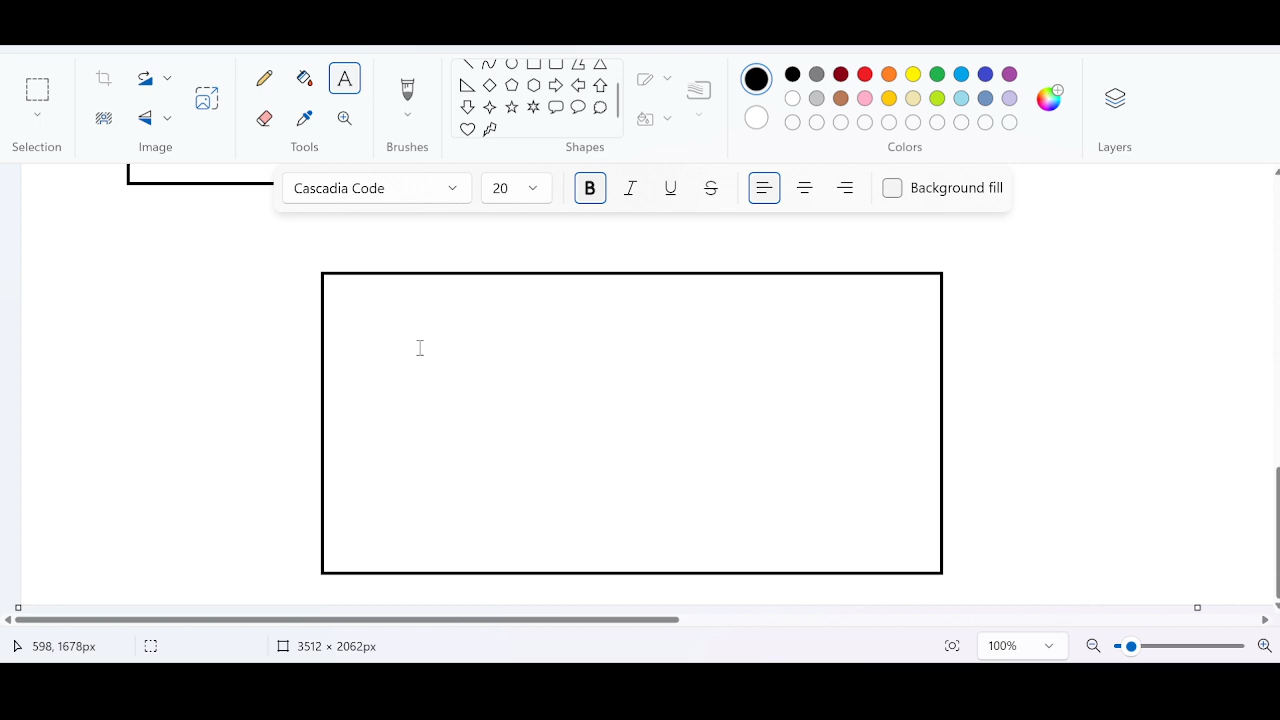 A
Selection
Image
Tools
Brushes
Shapes
Colors
Layers
Cascadia Code
20
B
I
U
S
Background fill
598, 1678px
3512 × 2062px
100%